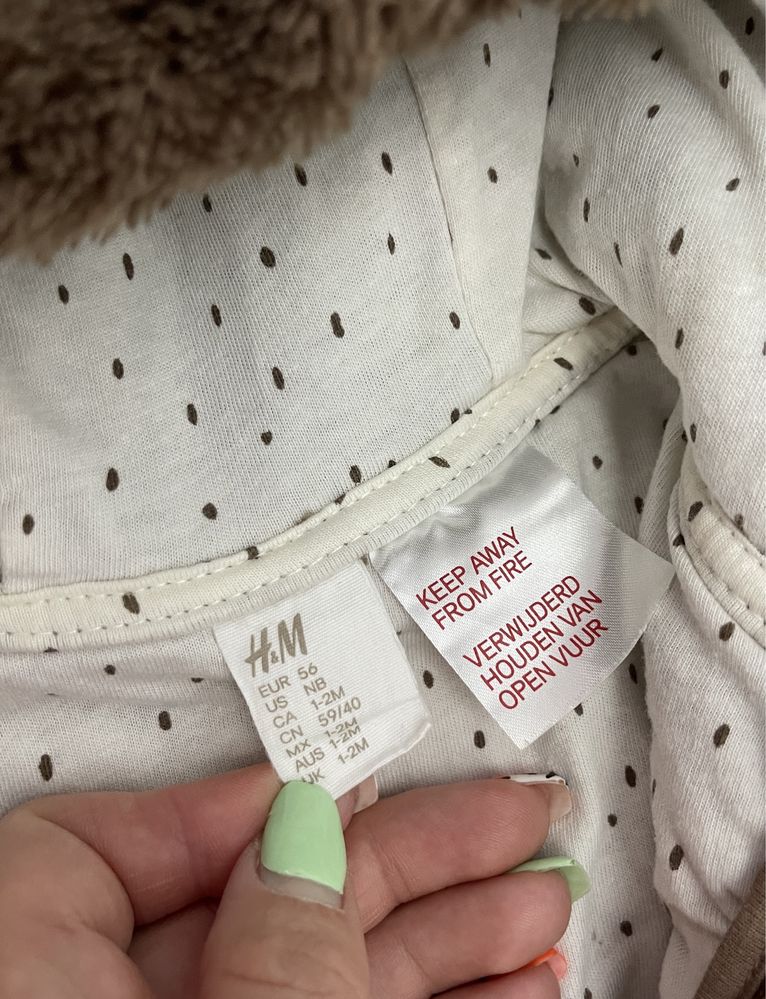 H&M
EUR 56
US NB
CA 1-2M
CN 59/40
MX 1-2M
AUS 1-2M
UK 1-2M
KEEP AWAY
FROM FIRE
VERWIJDERD
HOUDEN VAN
OPEN VUUR